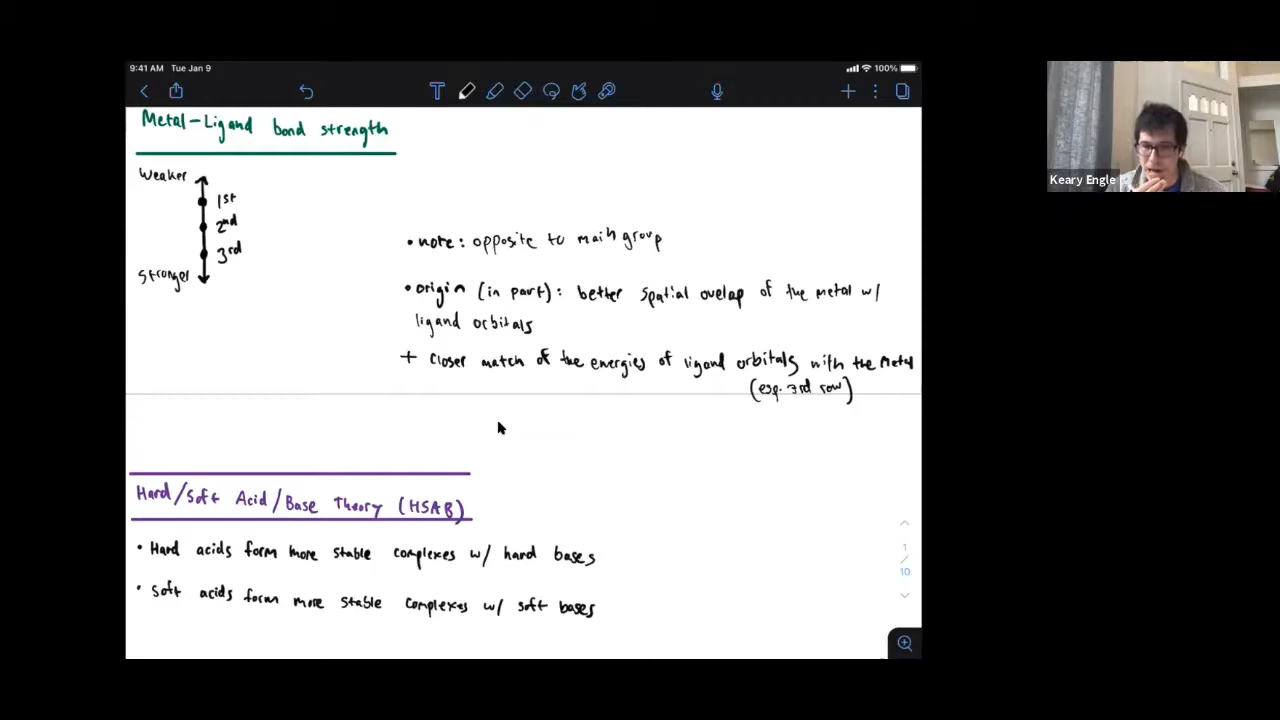 9:41 AM Tue Jan 9
100%
Metal-Ligand bond strength
Weaker
1st
2nd
3rd
Stronger
• note: opposite to main group
• origin (in part): better spatial ovelap of the metal w/
ligand orbitals
+ closer match of the energies of ligand orbitals with the metal
(esp. 3rd row)
Hard/Soft Acid/Base Theory (HSAB)
• Hard acids form more stable complexes w/ hard bases
• Soft acids form more stable complexes w/ soft bases
1
/
10
Keary Engle